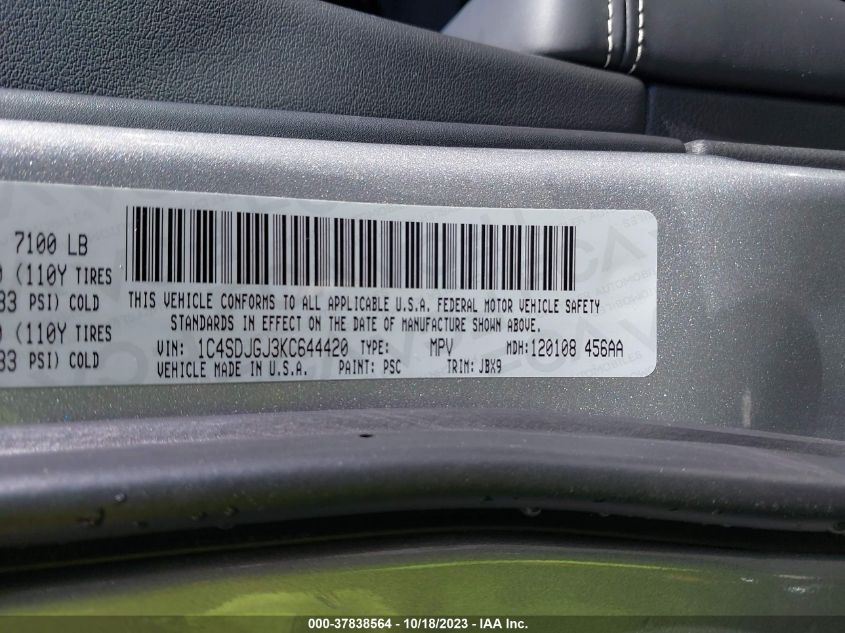 7100 LB
(110Y TIRES
33 PSI) COLD
(110Y TIRES
33 PSI) COLD
THIS VEHICLE CONFORMS TO ALL APPLICABLE U.S.A. FEDERAL MOTOR VEHICLE SAFETY
STANDARDS IN EFFECT ON THE DATE OF MANUFACTURE SHOWN ABOVE.
VIN: 1C4SDJGJ3KC644420 TYPE: MPV MDH:120108 456AA
VEHICLE MADE IN U.S.A. PAINT: PSC TRIM: JBX9
000-37838564 - 10/18/2023 - IAA Inc.